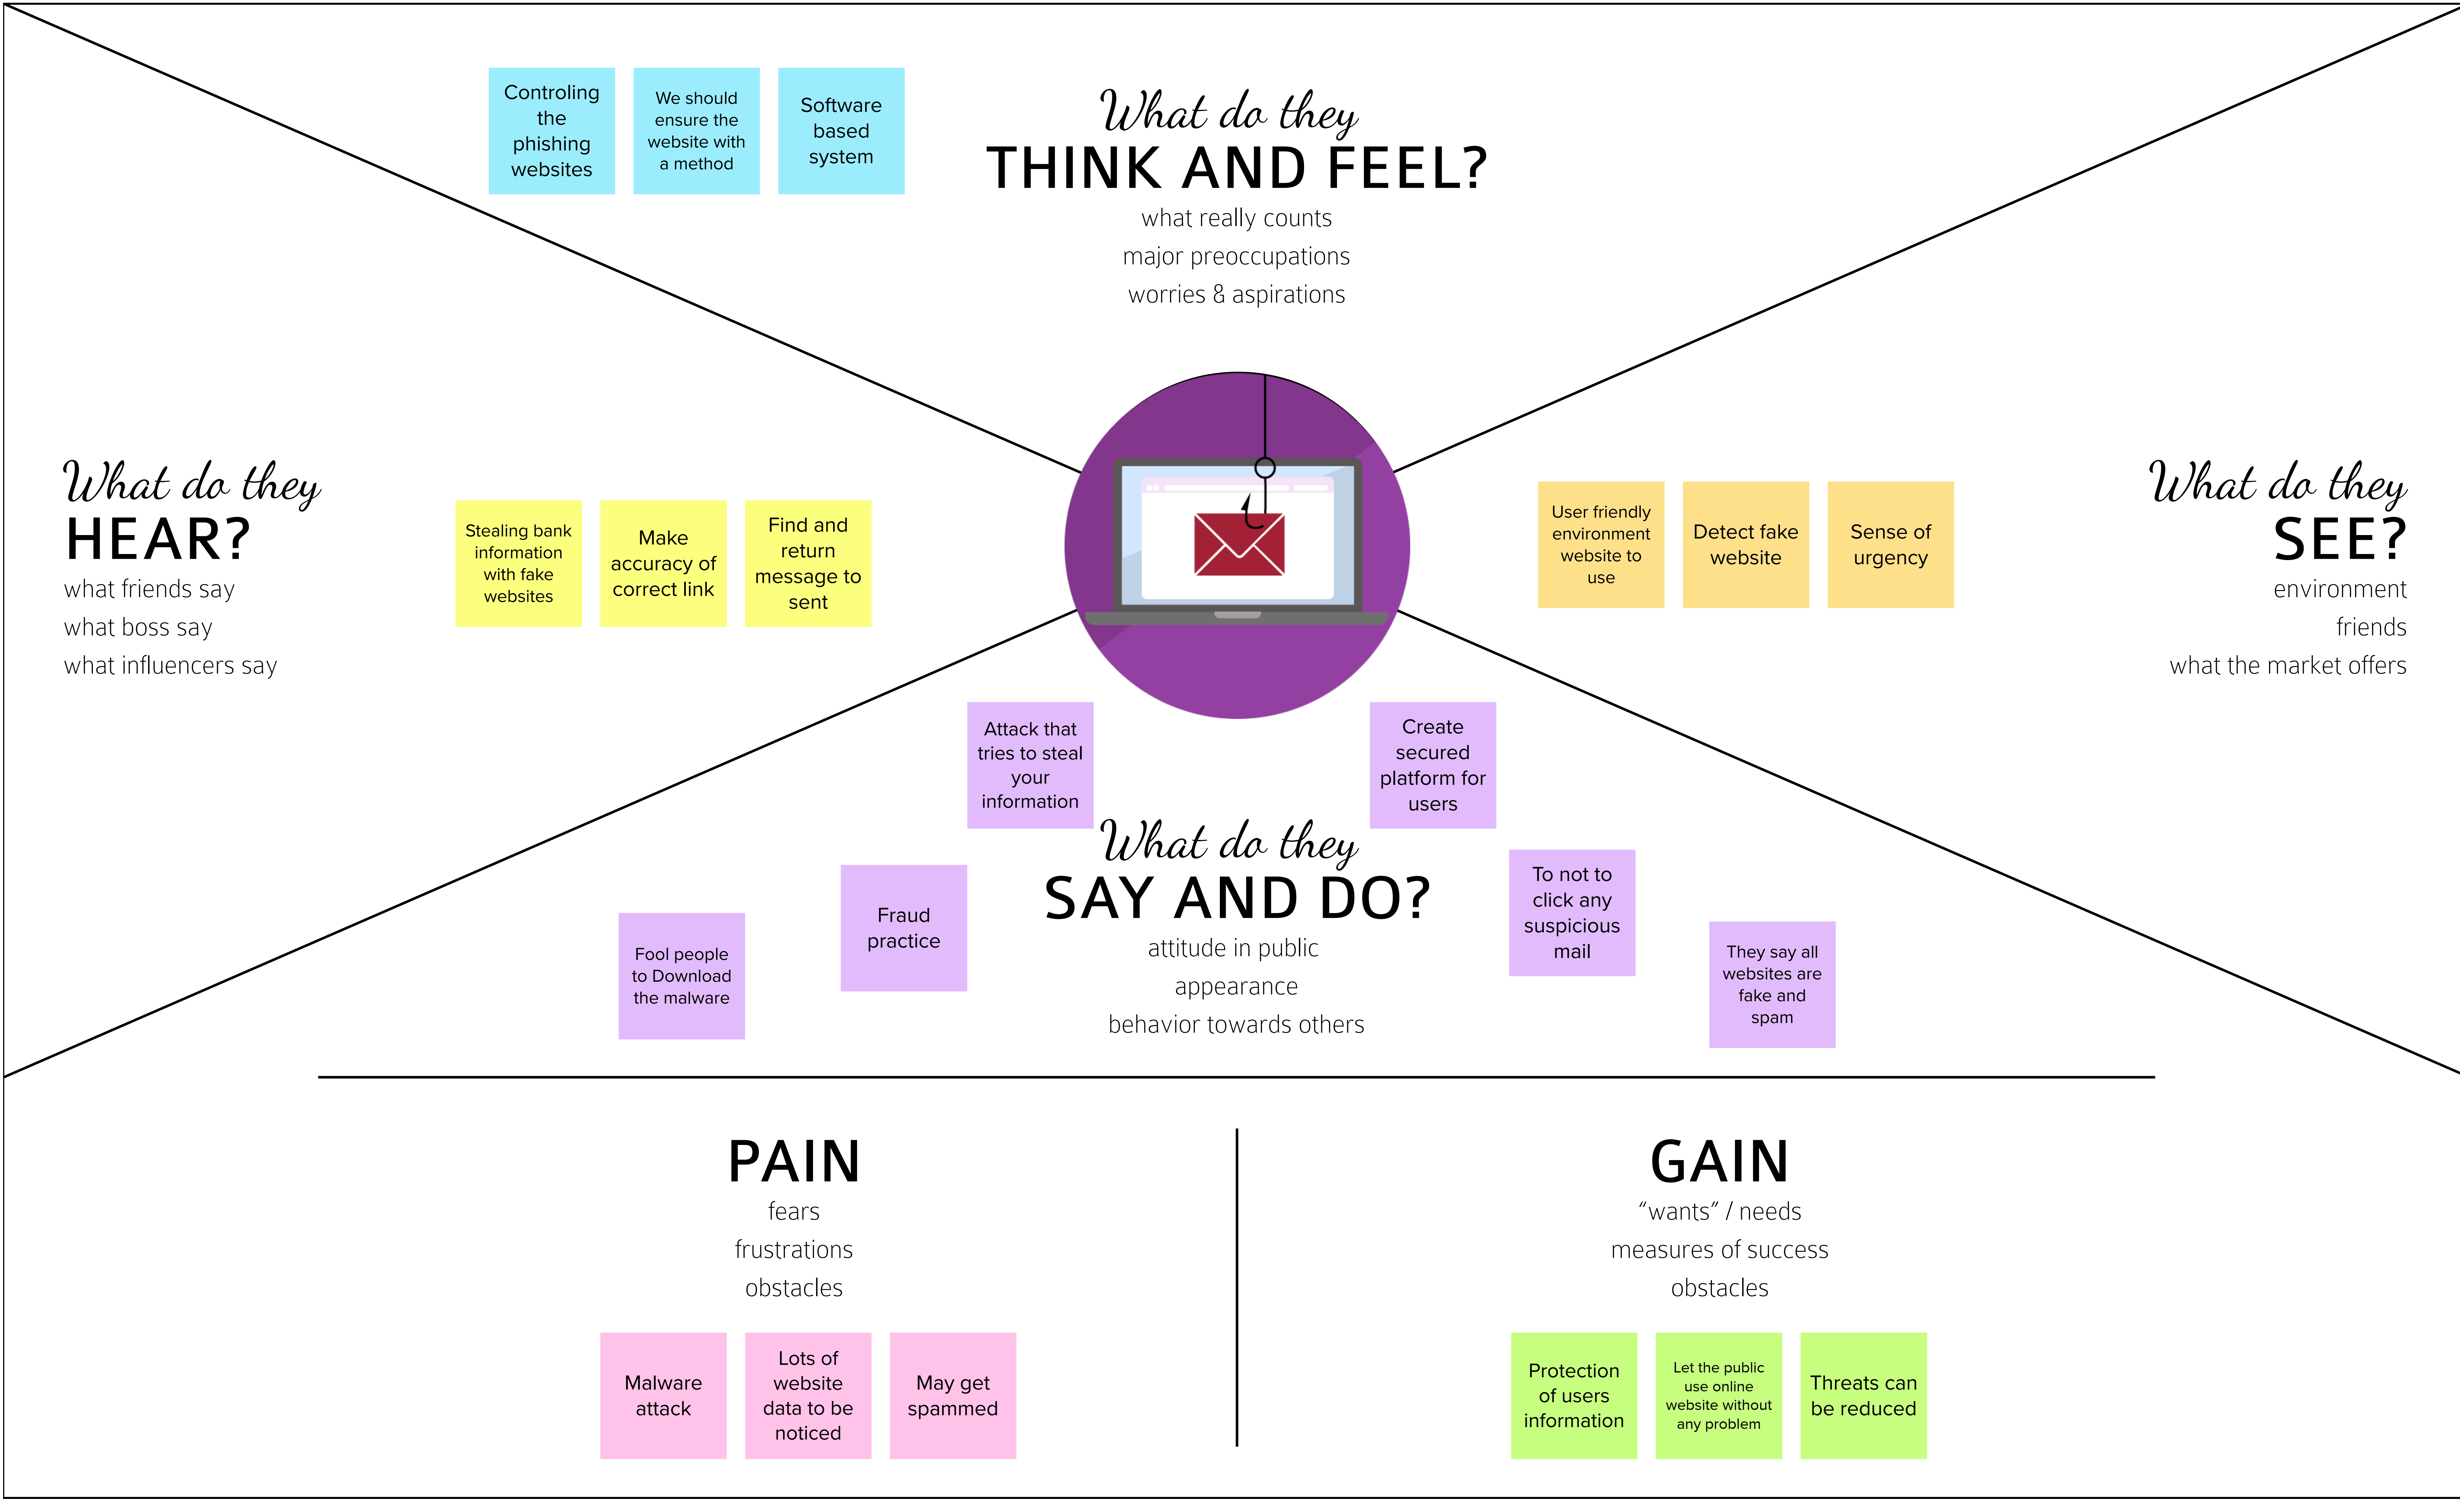 Controling
the
phishing
websites
We should
ensure the
website with
a method
Software
based
system
What do they
THINK AND FEEL?
what really counts
major preoccupations
worries & aspirations
What do they
HEAR?
what friends say
what boss say
what influencers say
Stealing bank
information
with fake
websites
Make
accuracy of
correct link
Find and
return
message to
sent
User friendly
environment
website to
use
Detect fake
website
Sense of
urgency
What do they
SEE?
environment
friends
what the market offers
Attack that
tries to steal
your
information
Create
secured
platform for
users
What do they
SAY AND DO?
attitude in public
appearance
behavior towards others
Fool people
to Download
the malware
Fraud
practice
To not to
click any
suspicious
mail
They say all
websites are
fake and
spam
PAIN
fears
frustrations
obstacles
Malware
attack
Lots of
website
data to be
noticed
May get
spammed
GAIN
“wants” / needs
measures of success
obstacles
Protection
of users
information
Let the public
use online
website without
any problem
Threats can
be reduced